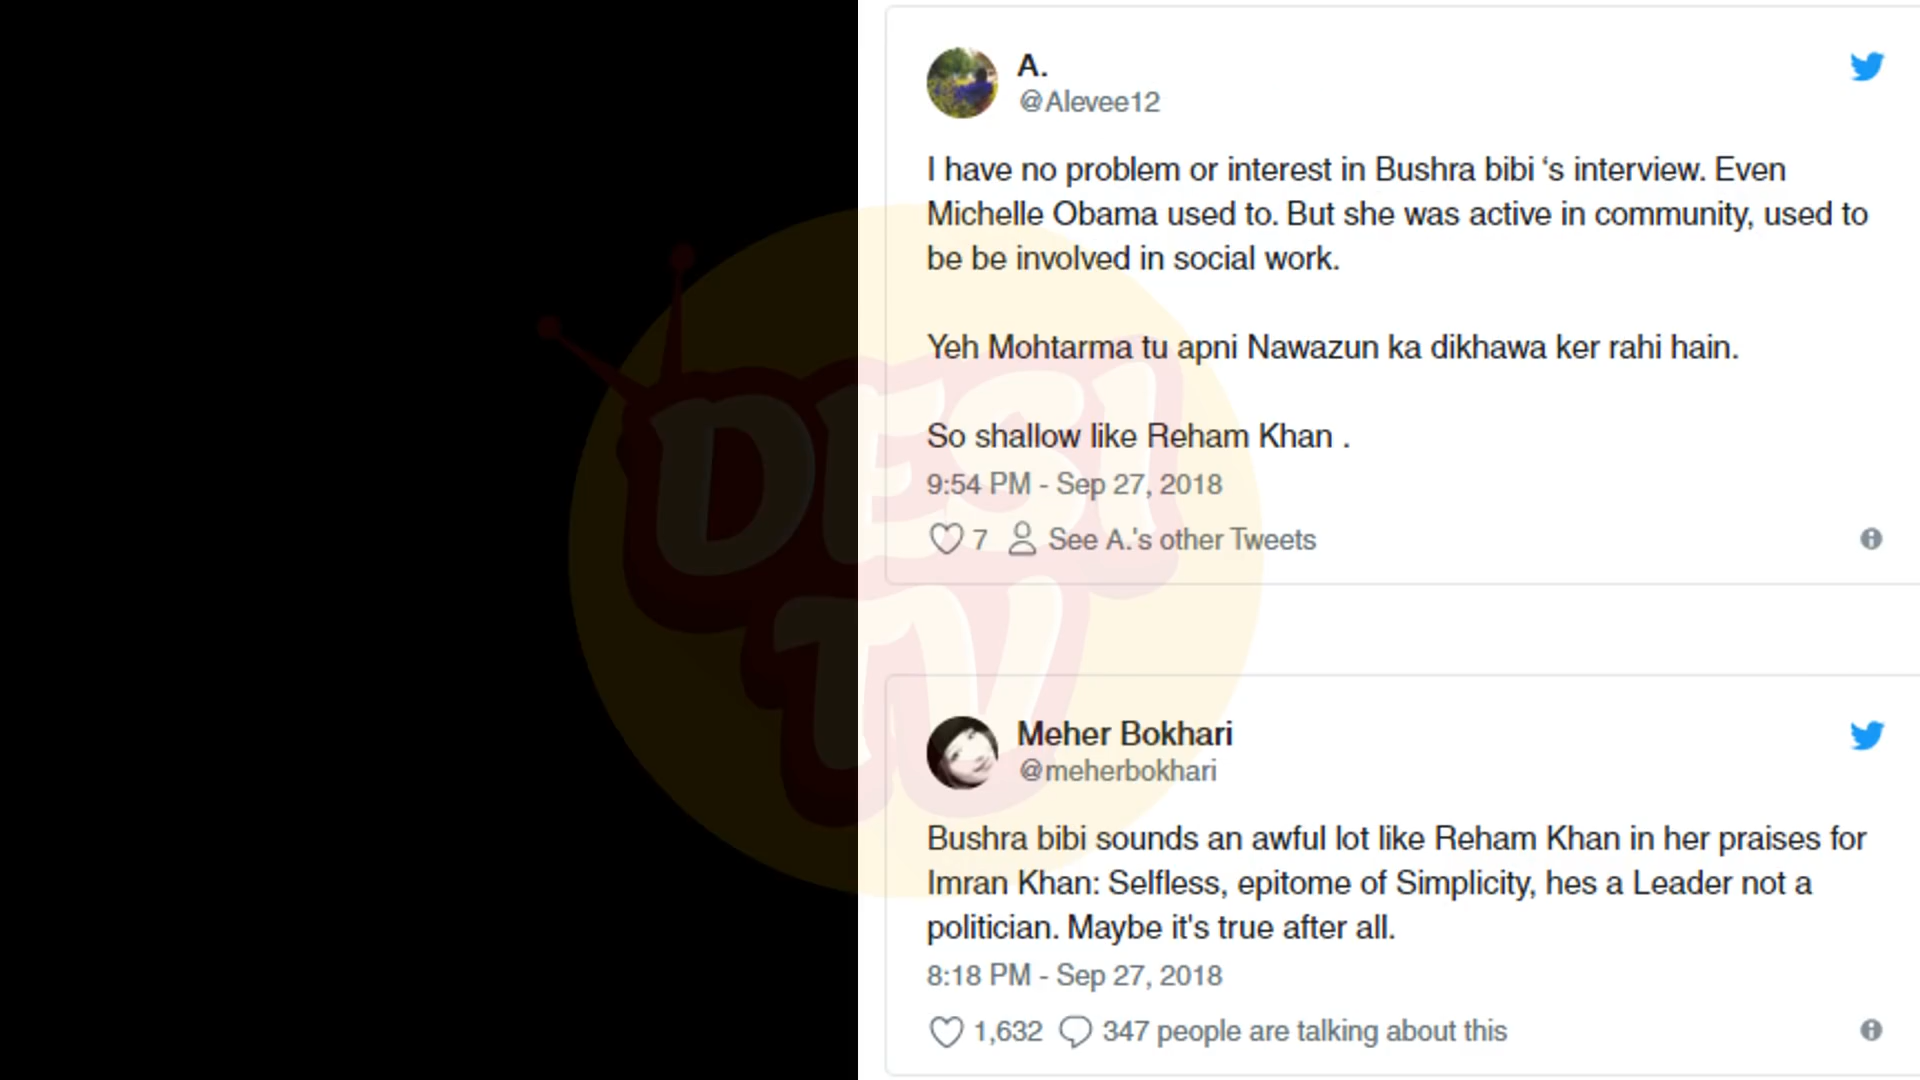 A.
@Alevee12
I have no problem or interest in Bushra bibi ‘s interview. Even
Michelle Obama used to. But she was active in community, used to
be be involved in social work.
Yeh Mohtarma tu apni Nawazun ka dikhawa ker rahi hain.
So shallow like Reham Khan .
9:54 PM - Sep 27, 2018
7 See A.'s other Tweets
DESI
TV
Meher Bokhari
@meherbokhari
Bushra bibi sounds an awful lot like Reham Khan in her praises for
Imran Khan: Selfless, epitome of Simplicity, hes a Leader not a
politician. Maybe it's true after all.
8:18 PM - Sep 27, 2018
1,632 347 people are talking about this